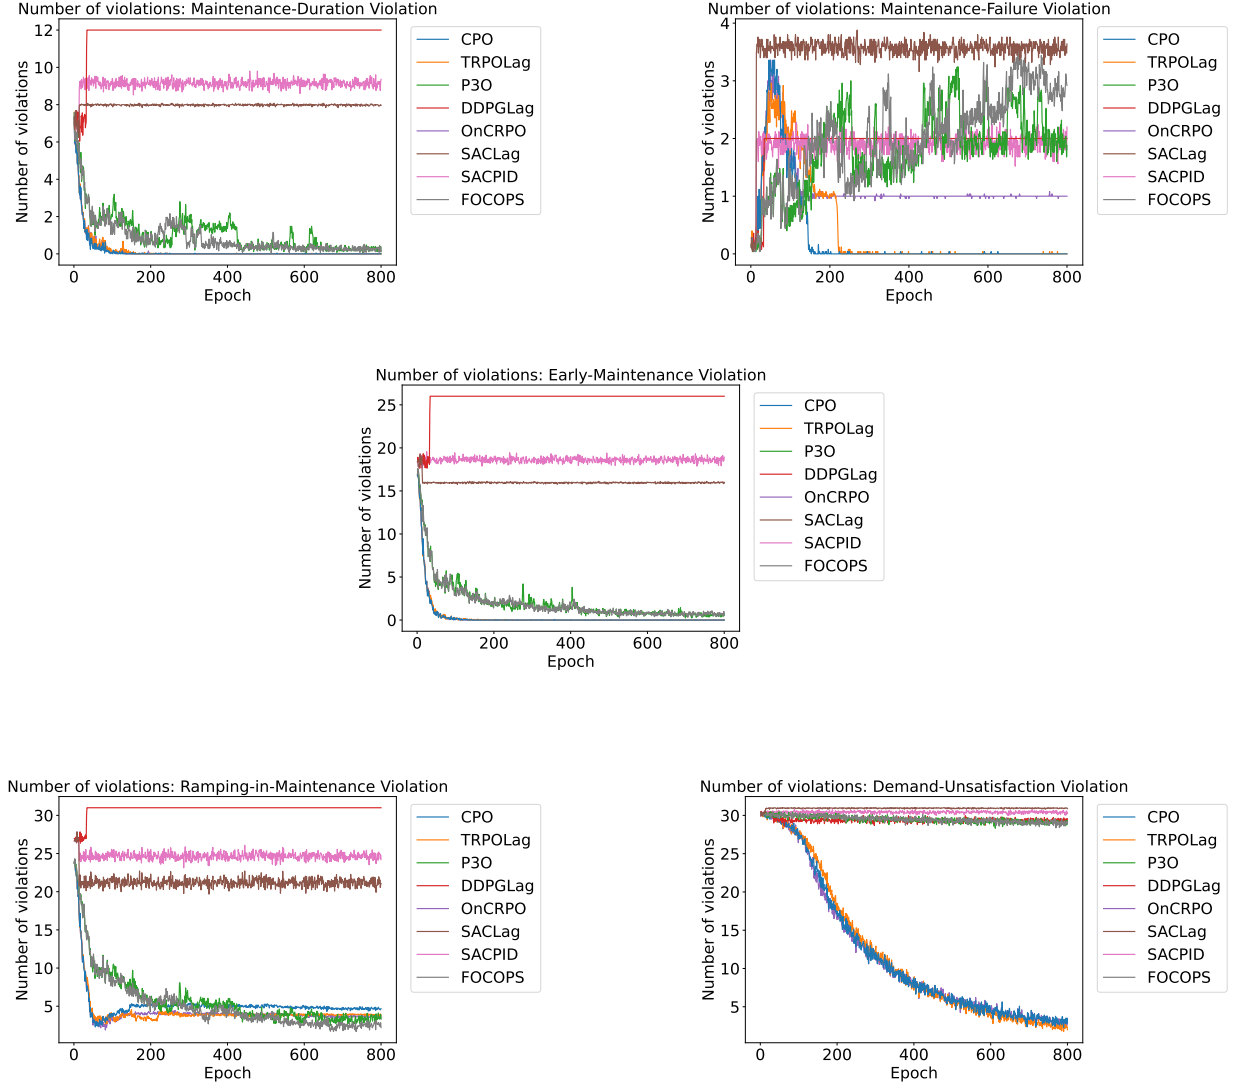 Number of violations: Maintenance-Duration Violation
Number of violations
12
10
8
6
4
2
0
0
200
400
600
800
Epoch
CPO
TRPOLag
P3O
DDPGLag
OnCRPO
SACLag
SACPID
FOCOPS
Number of violations: Maintenance-Failure Violation
Number of violations
4
3
2
1
0
0
200
400
600
800
Epoch
CPO
TRPOLag
P3O
DDPGLag
OnCRPO
SACLag
SACPID
FOCOPS
Number of violations: Early-Maintenance Violation
Number of violations
25
20
15
10
5
0
0
200
400
600
800
Epoch
CPO
TRPOLag
P3O
DDPGLag
OnCRPO
SACLag
SACPID
FOCOPS
Number of violations: Ramping-in-Maintenance Violation
Number of violations
30
25
20
15
10
5
0
200
400
600
800
Epoch
CPO
TRPOLag
P3O
DDPGLag
OnCRPO
SACLag
SACPID
FOCOPS
Number of violations: Demand-Unsatisfaction Violation
Number of violations
30
25
20
15
10
5
0
200
400
600
800
Epoch
CPO
TRPOLag
P3O
DDPGLag
OnCRPO
SACLag
SACPID
FOCOPS